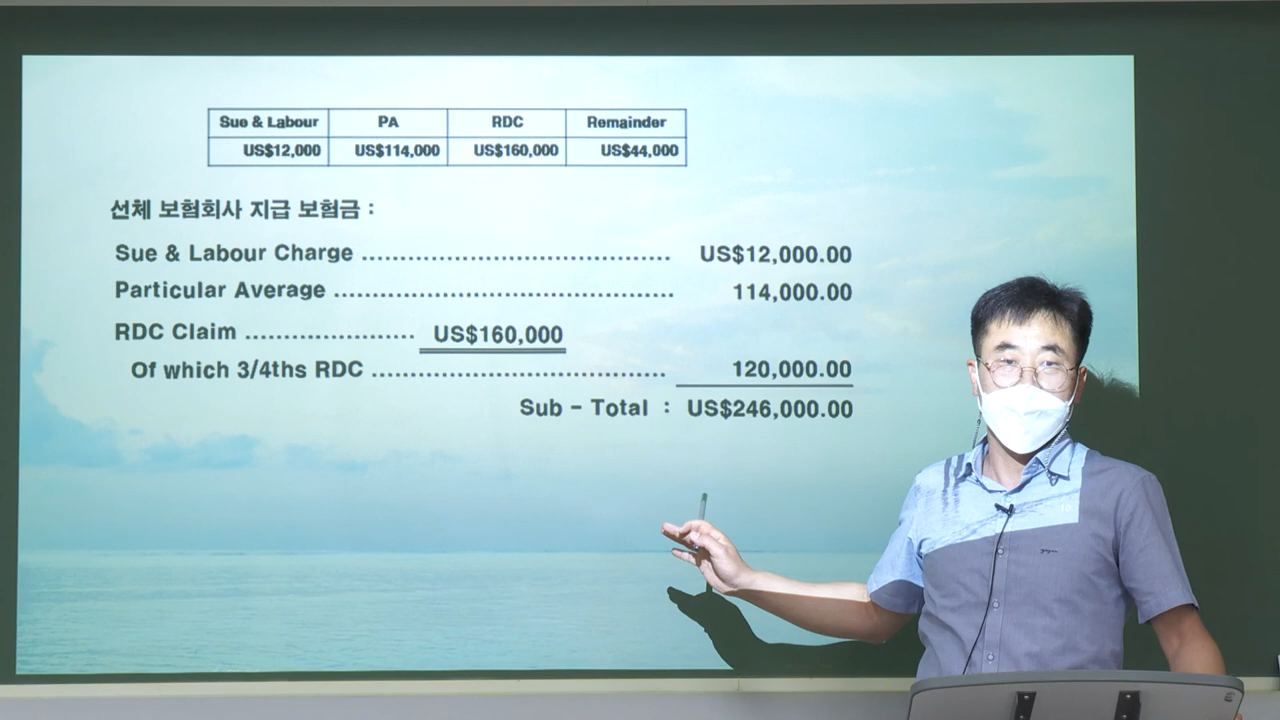 Sue & Labour PA RDC Remainder
US$12,000 US$114,000 US$160,000 US$44,000
선체 보험회사 지급 보험금 :
Sue & Labour Charge ........................................ US$12,000.00
Particular Average ............................................ 114,000.00
RDC Claim ...................... US$160,000
Of which 3/4ths RDC ...................................... 120,000.00
Sub - Total : US$246,000.00